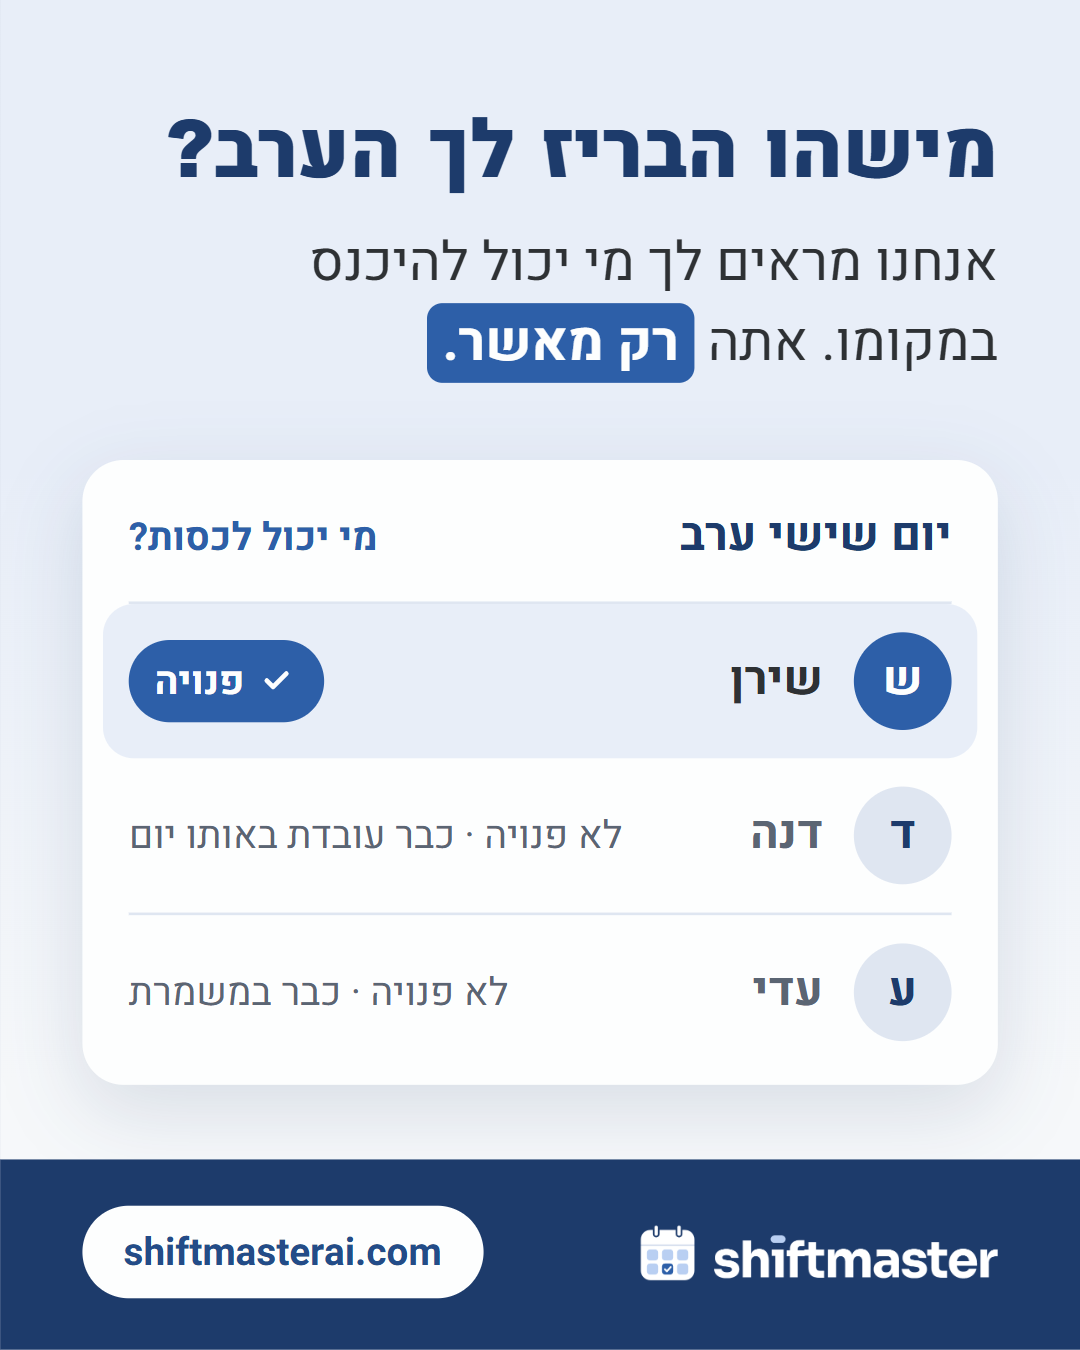 מישהו הבריז לך הערב?
אנחנו מראים לך מי יכול להיכנס
במקומו. אתה רק מאשר.
יום שישי ערב
מי יכול לכסות?
ש
שירן
פנויה
ד
דנה
לא פנויה · כבר עובדת באותו יום
ע
עדי
לא פנויה · כבר במשמרת
shiftmaster
shiftmasterai.com